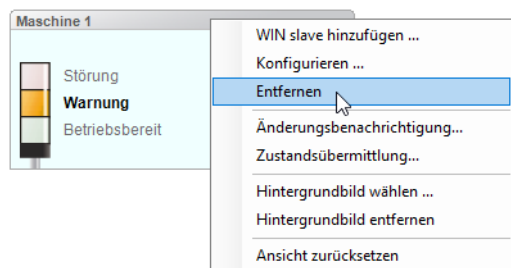 Maschine 1
Störung
Warnung
Betriebsbereit
WIN slave hinzufügen ...
Konfigurieren ...
Entfernen
Änderungsbenachrichtigung...
Zustandsübermittlung...
Hintergrundbild wählen ...
Hintergrundbild entfernen
Ansicht zurücksetzen